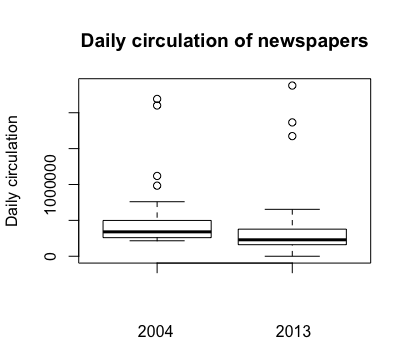 Daily circulation of newspapers
Daily circulation
1000000
0
2004
2013